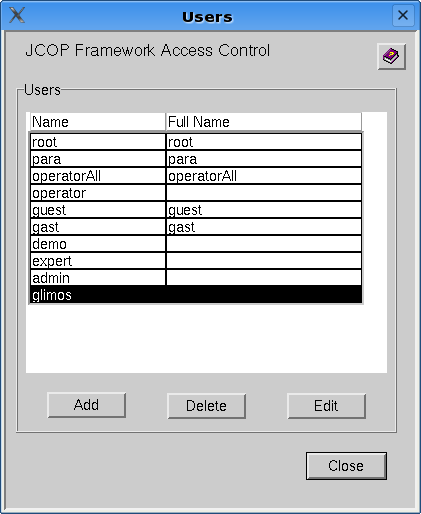 Users
JCOP Framework Access Control
Users
Name Full Name
root root
para para
operatorAll operatorAll
operator
guest guest
gast gast
demo
expert
admin
glimos
Add Delete Edit
Close